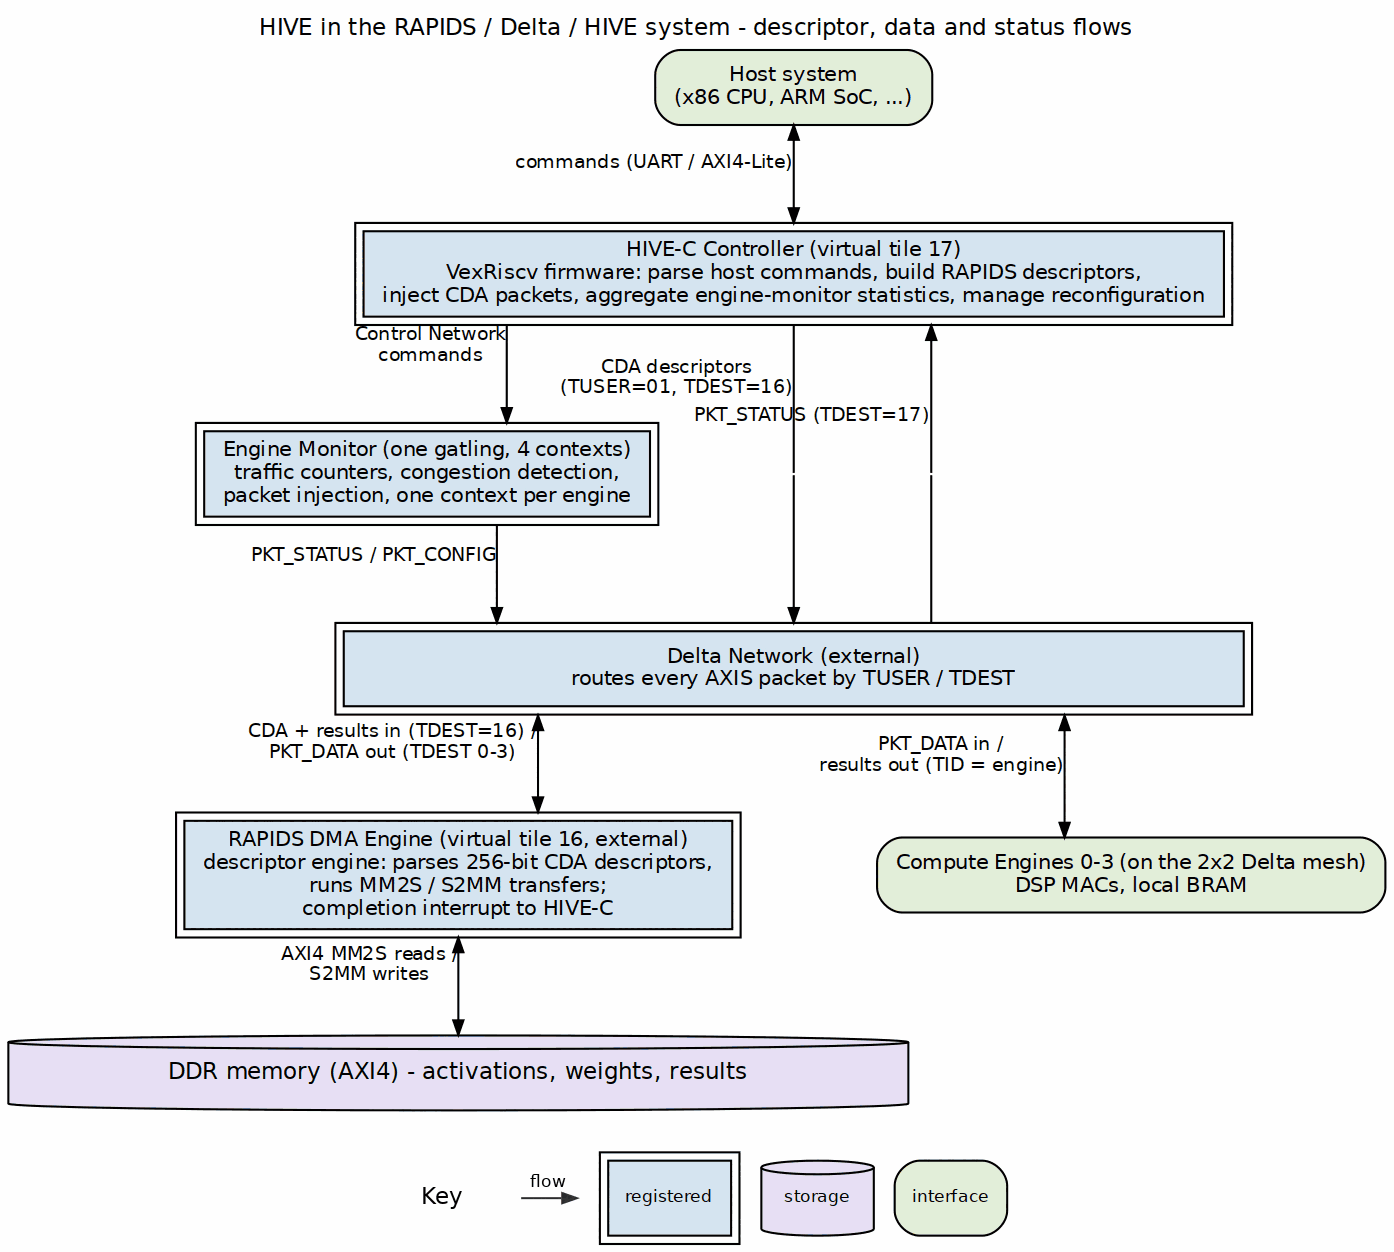 HIVE in the RAPIDS / Delta / HIVE system - descriptor, data and status flows
Host system
(x86 CPU, ARM SoC, ...)
commands (UART / AXI4-Lite)
HIVE-C Controller (virtual tile 17)
VexRiscv firmware: parse host commands, build RAPIDS descriptors,
inject CDA packets, aggregate engine-monitor statistics, manage reconfiguration
Control Network
commands
CDA descriptors
(TUSER=01, TDEST=16)
PKT_STATUS (TDEST=17)
Engine Monitor (one gatling, 4 contexts)
traffic counters, congestion detection,
packet injection, one context per engine
PKT_STATUS / PKT_CONFIG
Delta Network (external)
routes every AXIS packet by TUSER / TDEST
CDA + results in (TDEST=16) /
PKT_DATA out (TDEST 0-3)
PKT_DATA in /
results out (TID = engine)
RAPIDS DMA Engine (virtual tile 16, external)
descriptor engine: parses 256-bit CDA descriptors,
runs MM2S / S2MM transfers;
completion interrupt to HIVE-C
Compute Engines 0-3 (on the 2x2 Delta mesh)
DSP MACs, local BRAM
AXI4 MM2S reads /
S2MM writes
DDR memory (AXI4) - activations, weights, results
Key
flow
registered
storage
interface